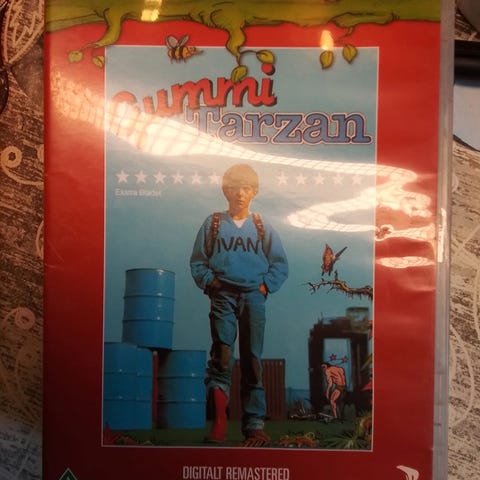 Gummi
Tarzan
Ekstra Bladet
IVAN
DIGITALT REMASTERED